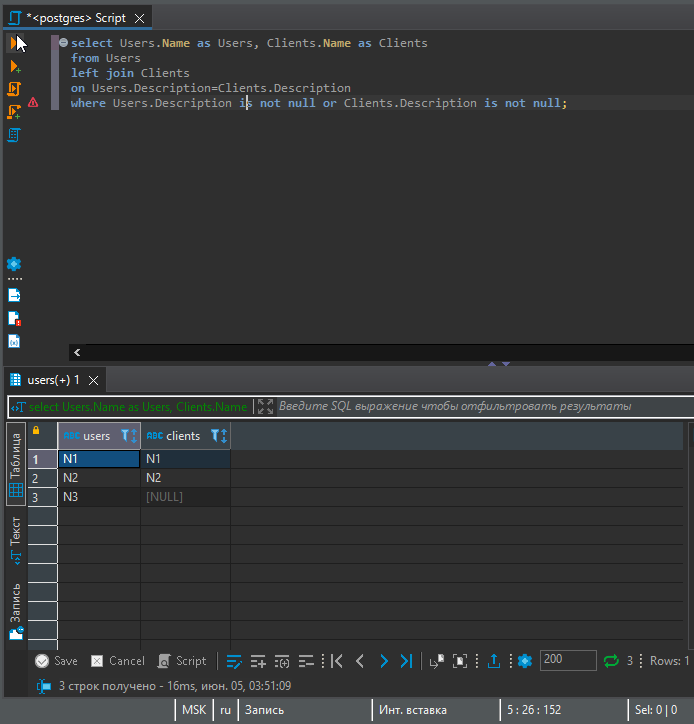 *<postgres> Script
select Users.Name as Users, Clients.Name as Clients
from Users
left join Clients
on Users.Description=Clients.Description
where Users.Description is not null or Clients.Description is not null;
users(+) 1
select Users.Name as Users, Clients.Name
Введите SQL выражение чтобы отфильтровать результаты
Таблица
Текст
Запись
ABC users ABC clients
1 N1 N1
2 N2 N2
3 N3 [NULL]
Save Cancel Script 200 3 Rows: 1
3 строк получено - 16ms, июн. 05, 03:51:09
MSK ru Запись Инт. вставка 5 : 26 : 152 Sel: 0 | 0